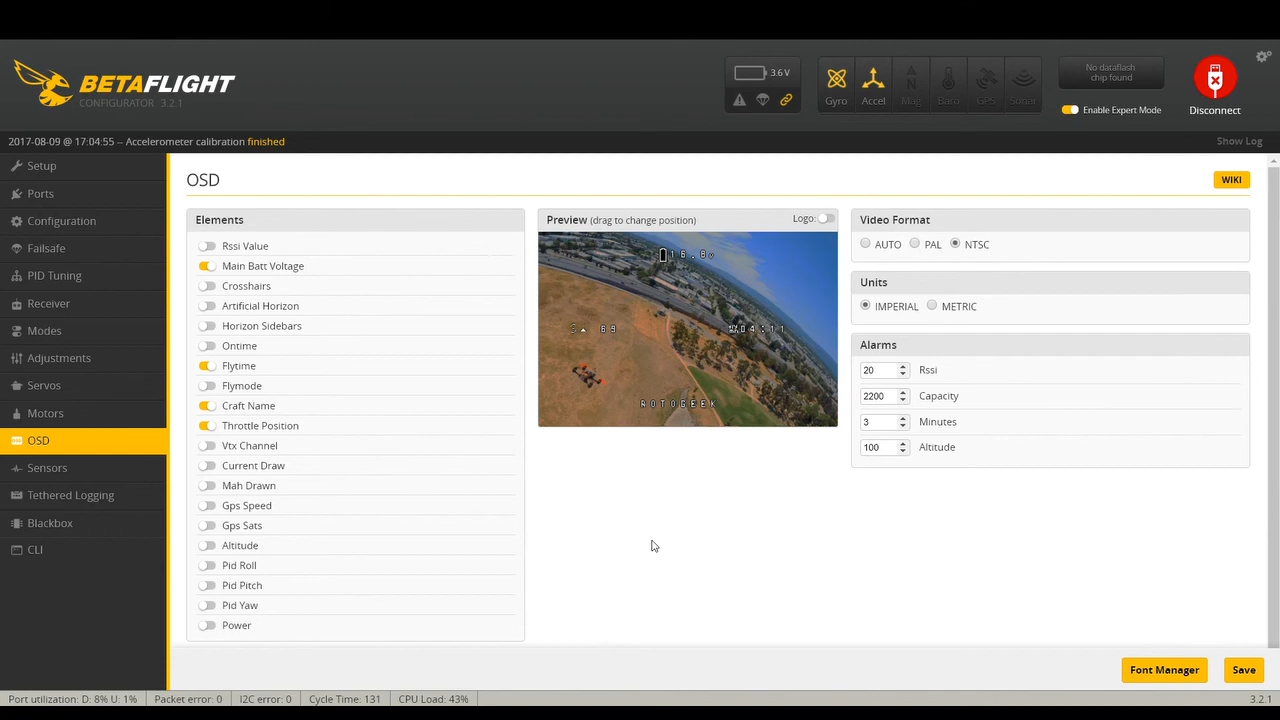 BETAFLIGHT
CONFIGURATOR 3.2.1
3.6 V
Gyro
Accel
Mag
Baro
GPS
Sonar
No dataflash
chip found
Enable Expert Mode
Disconnect
2017-08-09 @ 17:04:55 -- Accelerometer calibration finished
Show Log
Setup
Ports
Configuration
Failsafe
PID Tuning
Receiver
Modes
Adjustments
Servos
Motors
OSD
Sensors
Tethered Logging
Blackbox
CLI
OSD
WIKI
Elements
Rssi Value
Main Batt Voltage
Crosshairs
Artificial Horizon
Horizon Sidebars
Ontime
Flytime
Flymode
Craft Name
Throttle Position
Vtx Channel
Current Draw
Mah Drawn
Gps Speed
Gps Sats
Altitude
Pid Roll
Pid Pitch
Pid Yaw
Power
Preview (drag to change position)
Logo:
16.8v
69
04:11
ROTOGEEK
Video Format
AUTO PAL NTSC
Units
IMPERIAL METRIC
Alarms
20 Rssi
2200 Capacity
3 Minutes
100 Altitude
Font Manager
Save
Port utilization: D: 8% U: 1%
Packet error: 0
I2C error: 0
Cycle Time: 131
CPU Load: 43%
3.2.1